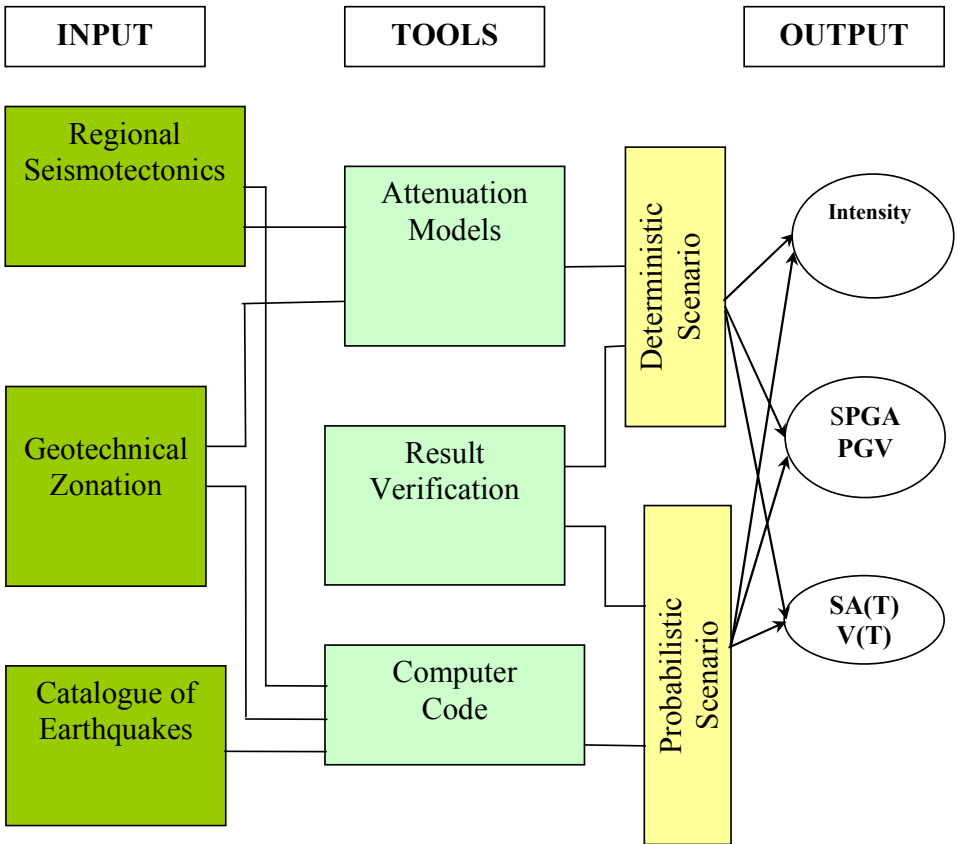 INPUT
TOOLS
OUTPUT
Regional
Seismotectonics
Geotechnical
Zonation
Catalogue of
Earthquakes
Attenuation
Models
Result
Verification
Computer
Code
Deterministic
Scenario
Probabilistic
Scenario
Intensity
SPGA
PGV
SA(T)
V(T)